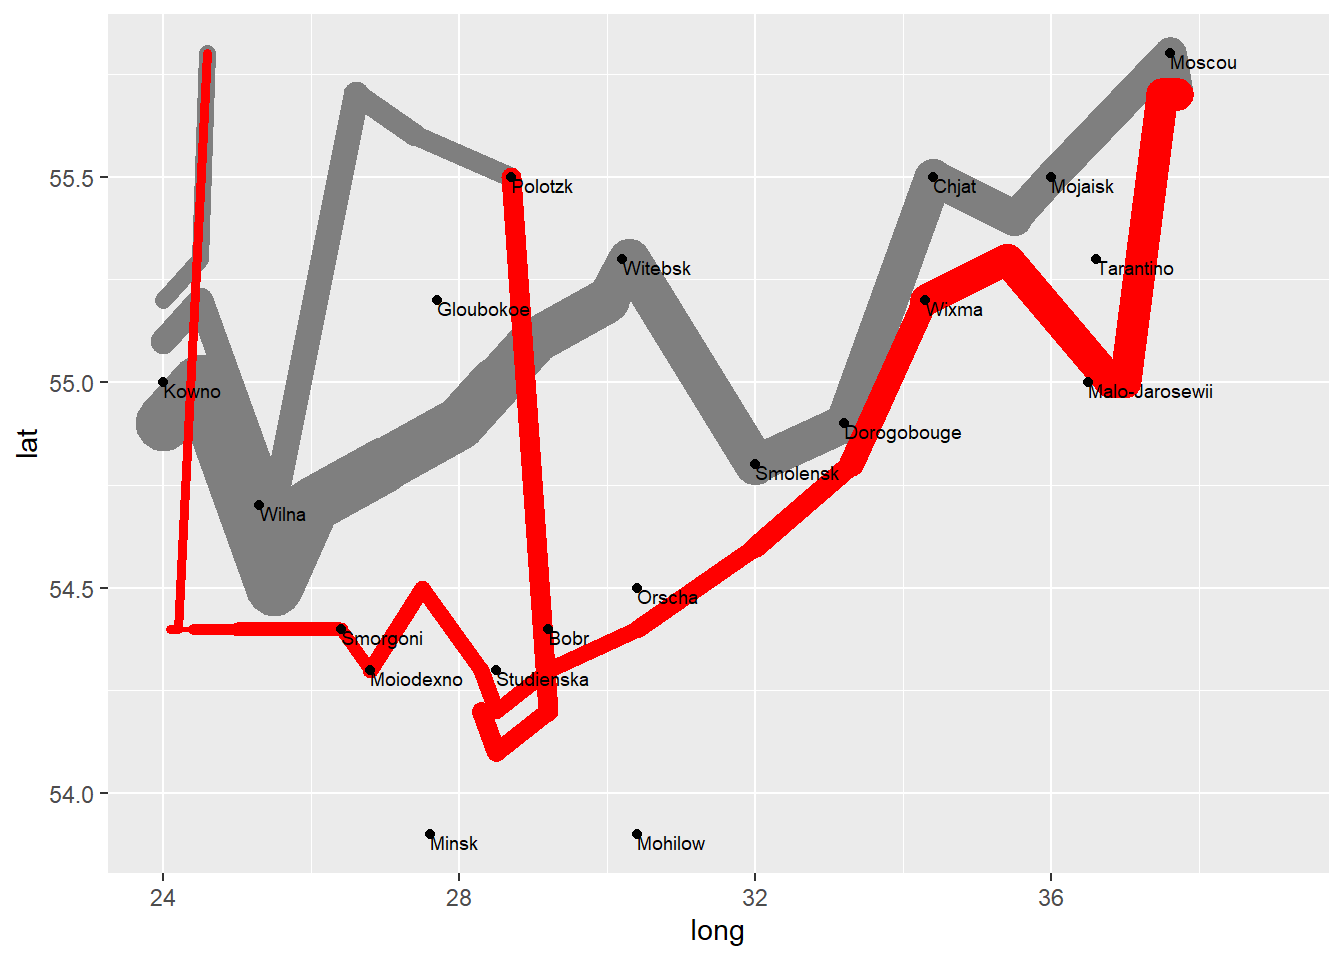 Moscou
55.5
Polotzk
Chjat
Mojaisk
Witebsk
Tarantino
Gloubokoe
Wixma
55.0
Kowno
Malo-Jarosewii
Dorogobouge
lat
Smolensk
Wilna
54.5
Orscha
Smorgoni
Bobr
Moiodexno
Studienska
54.0
Minsk
Mohilow
24
28
32
36
long